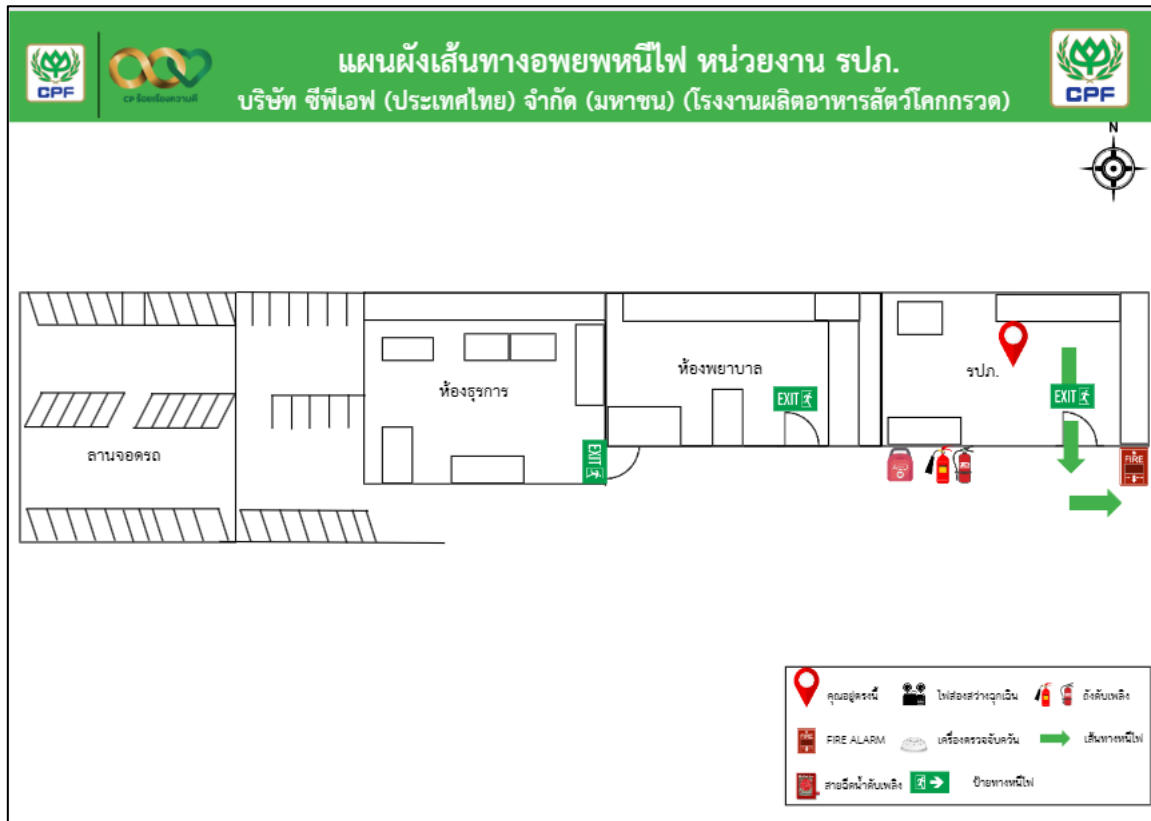 CPF
CP ร้อยเรียงความดี
แผนผังเส้นทางอพยพหนีไฟ หน่วยงาน รปภ.
บริษัท ซีพีเอฟ (ประเทศไทย) จำกัด (มหาชน) (โรงงานผลิตอาหารสัตว์โคกกรวด)
CPF
N
ห้องธุรการ
ห้องพยาบาล
รปภ.
EXIT
EXIT
ลานจอดรถ
EXIT
AED
FIRE
คุณอยู่ตรงนี้
ไฟส่องสว่างฉุกเฉิน
ถังดับเพลิง
FIRE ALARM
เครื่องตรวจจับควัน
เส้นทางหนีไฟ
สายฉีดน้ำดับเพลิง
ป้ายทางหนีไฟ